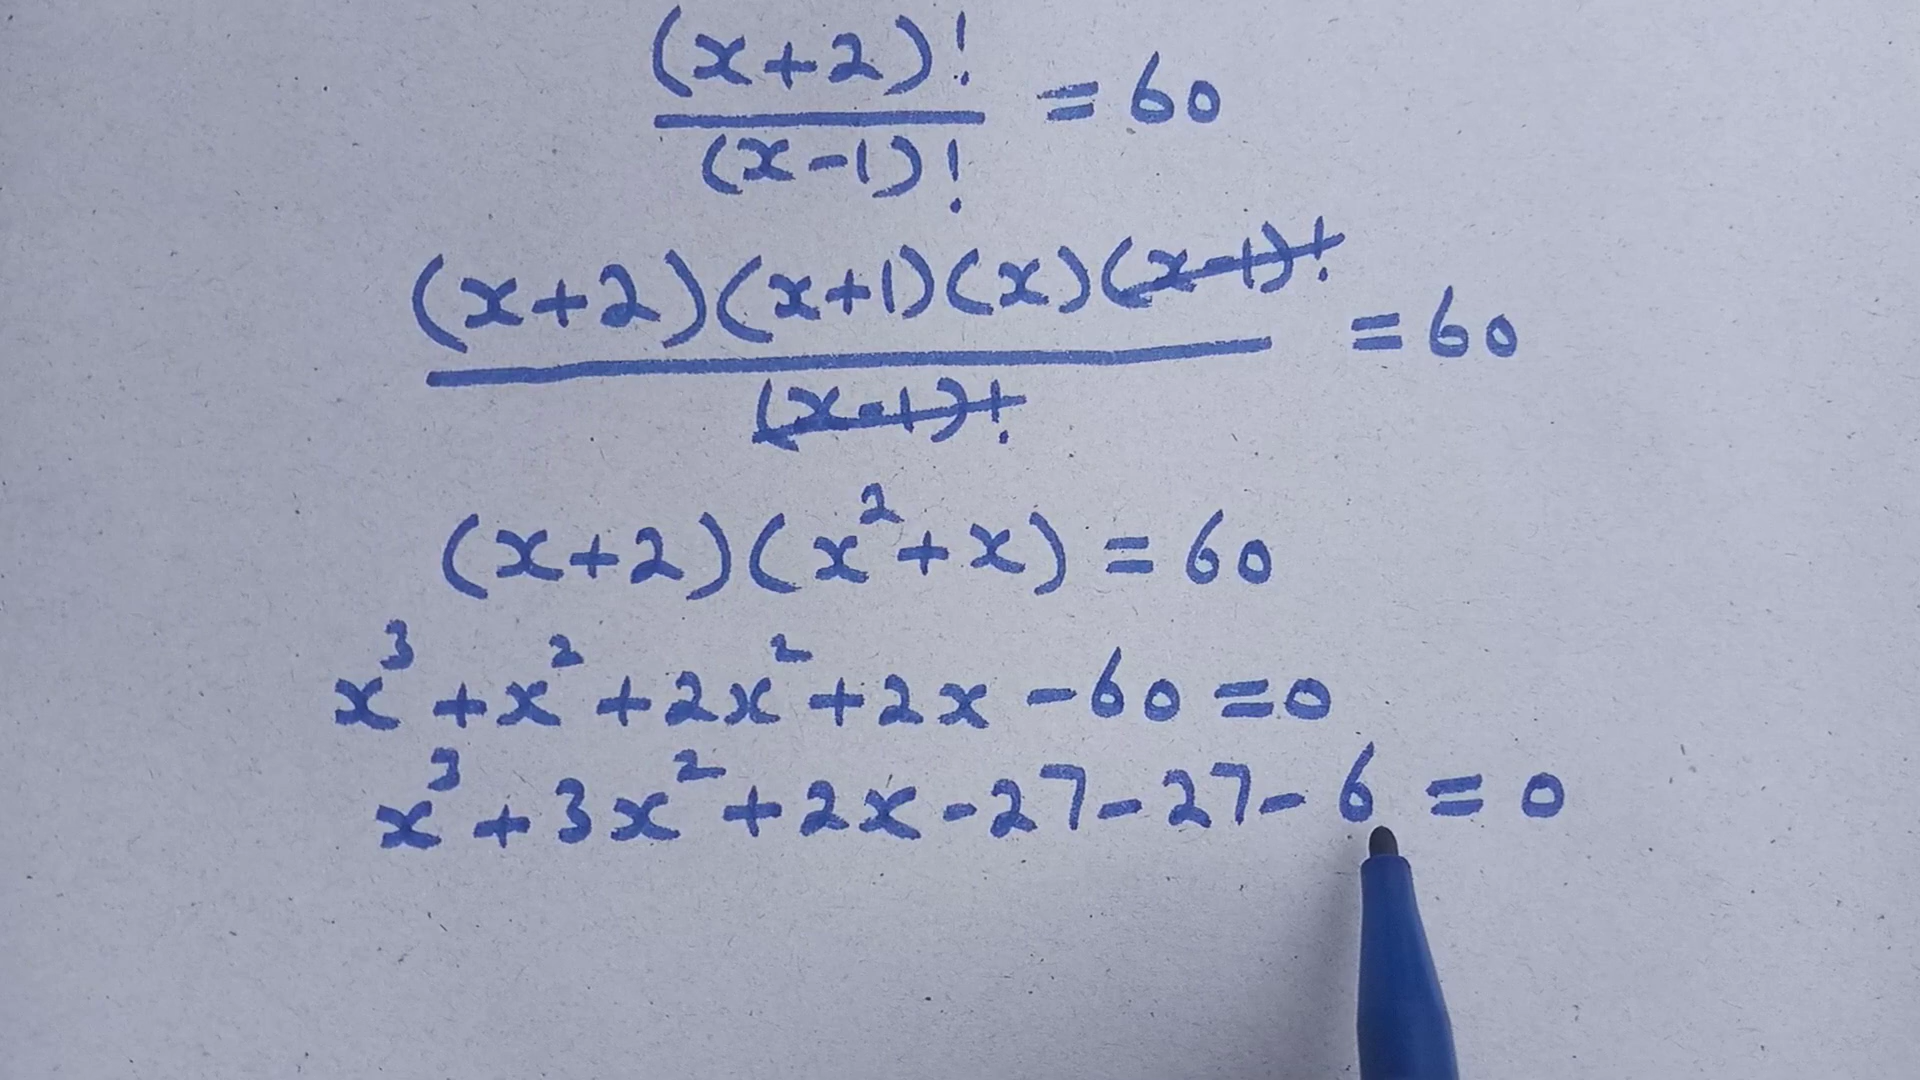 (x+2)!/(x-1)! = 60
(x+2)(x+1)(x)(x-1)!/(x-1)! = 60
(x+2)(x²+x) = 60
x³+x²+2x²+2x-60=0
x³+3x²+2x-27-27-6=0